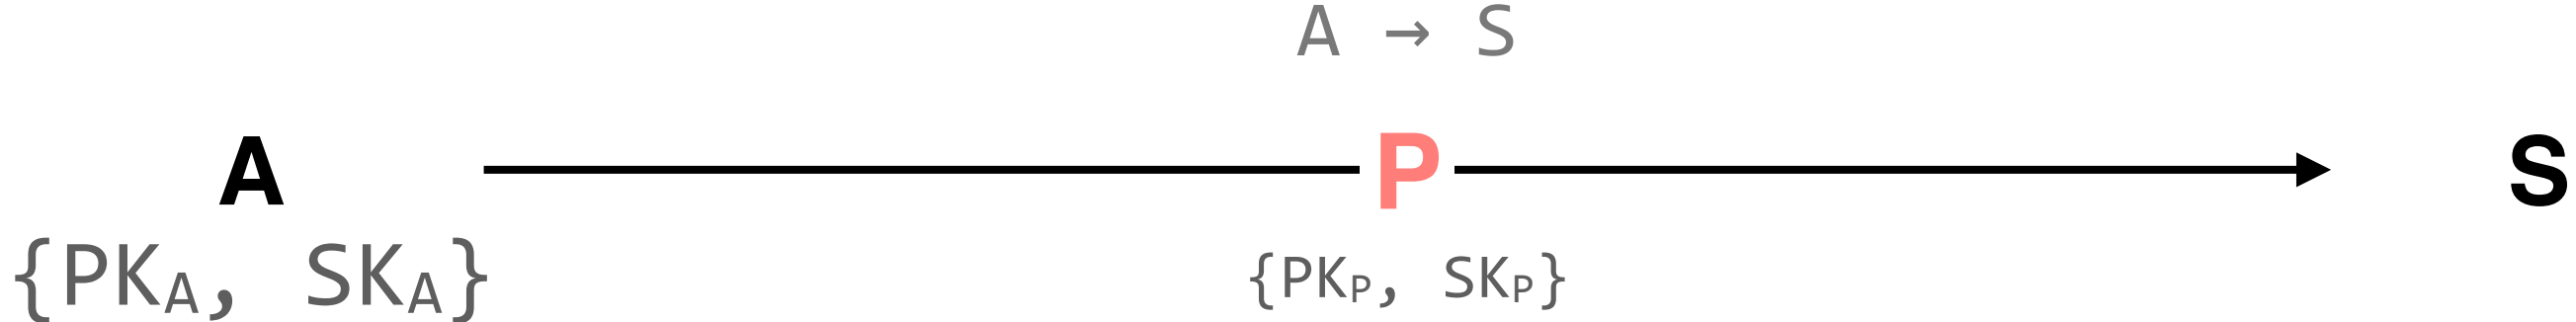 A → S
A P S
{PKA, SKA} {PKP, SKP}